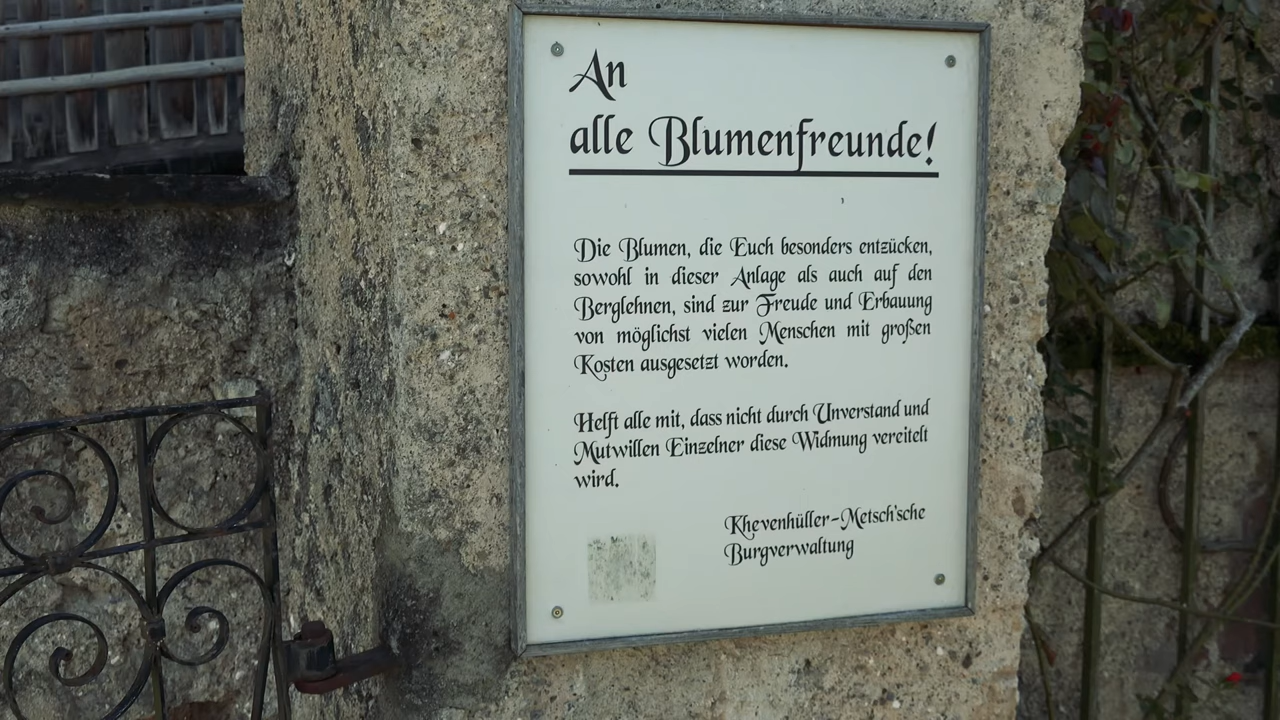 An
alle Blumenfreunde!
Die Blumen, die Euch besonders entzücken,
sowohl in dieser Anlage als auch auf den
Berglehnen, sind zur Freude und Erbauung
von möglichst vielen Menschen mit großen
Kosten ausgesetzt worden.
Helft alle mit, dass nicht durch Unverstand und
Mutwillen Einzelner diese Widmung vereitelt
wird.
Khevenhüller-Metsch'sche
Burgverwaltung